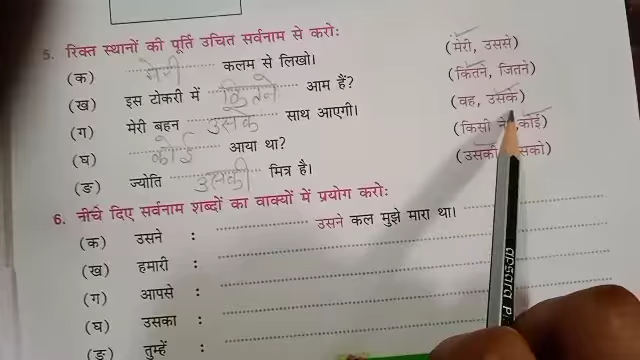 5. रिक्त स्थानों की पूर्ति उचित सर्वनाम से करो:
(क) मेरी कलम से लिखो। (मेरी, उससे)
(ख) इस टोकरी में कितने आम हैं? (कितने, जितने)
(ग) मेरी बहन उसके साथ आएगी। (वह, उसके)
(घ) कोई आया था? (किसी ने, कोई)
(ङ) ज्योति उसकी मित्र है। (उसकी,
6. नीचे दिए सर्वनाम शब्दों का वाक्यों में प्रयोग करो:
(क) उसने : उसने कल मुझे मारा था।
(ख) हमारी :
(ग) आपसे :
(घ) उसका :
(ङ) तुम्हें :
apsara